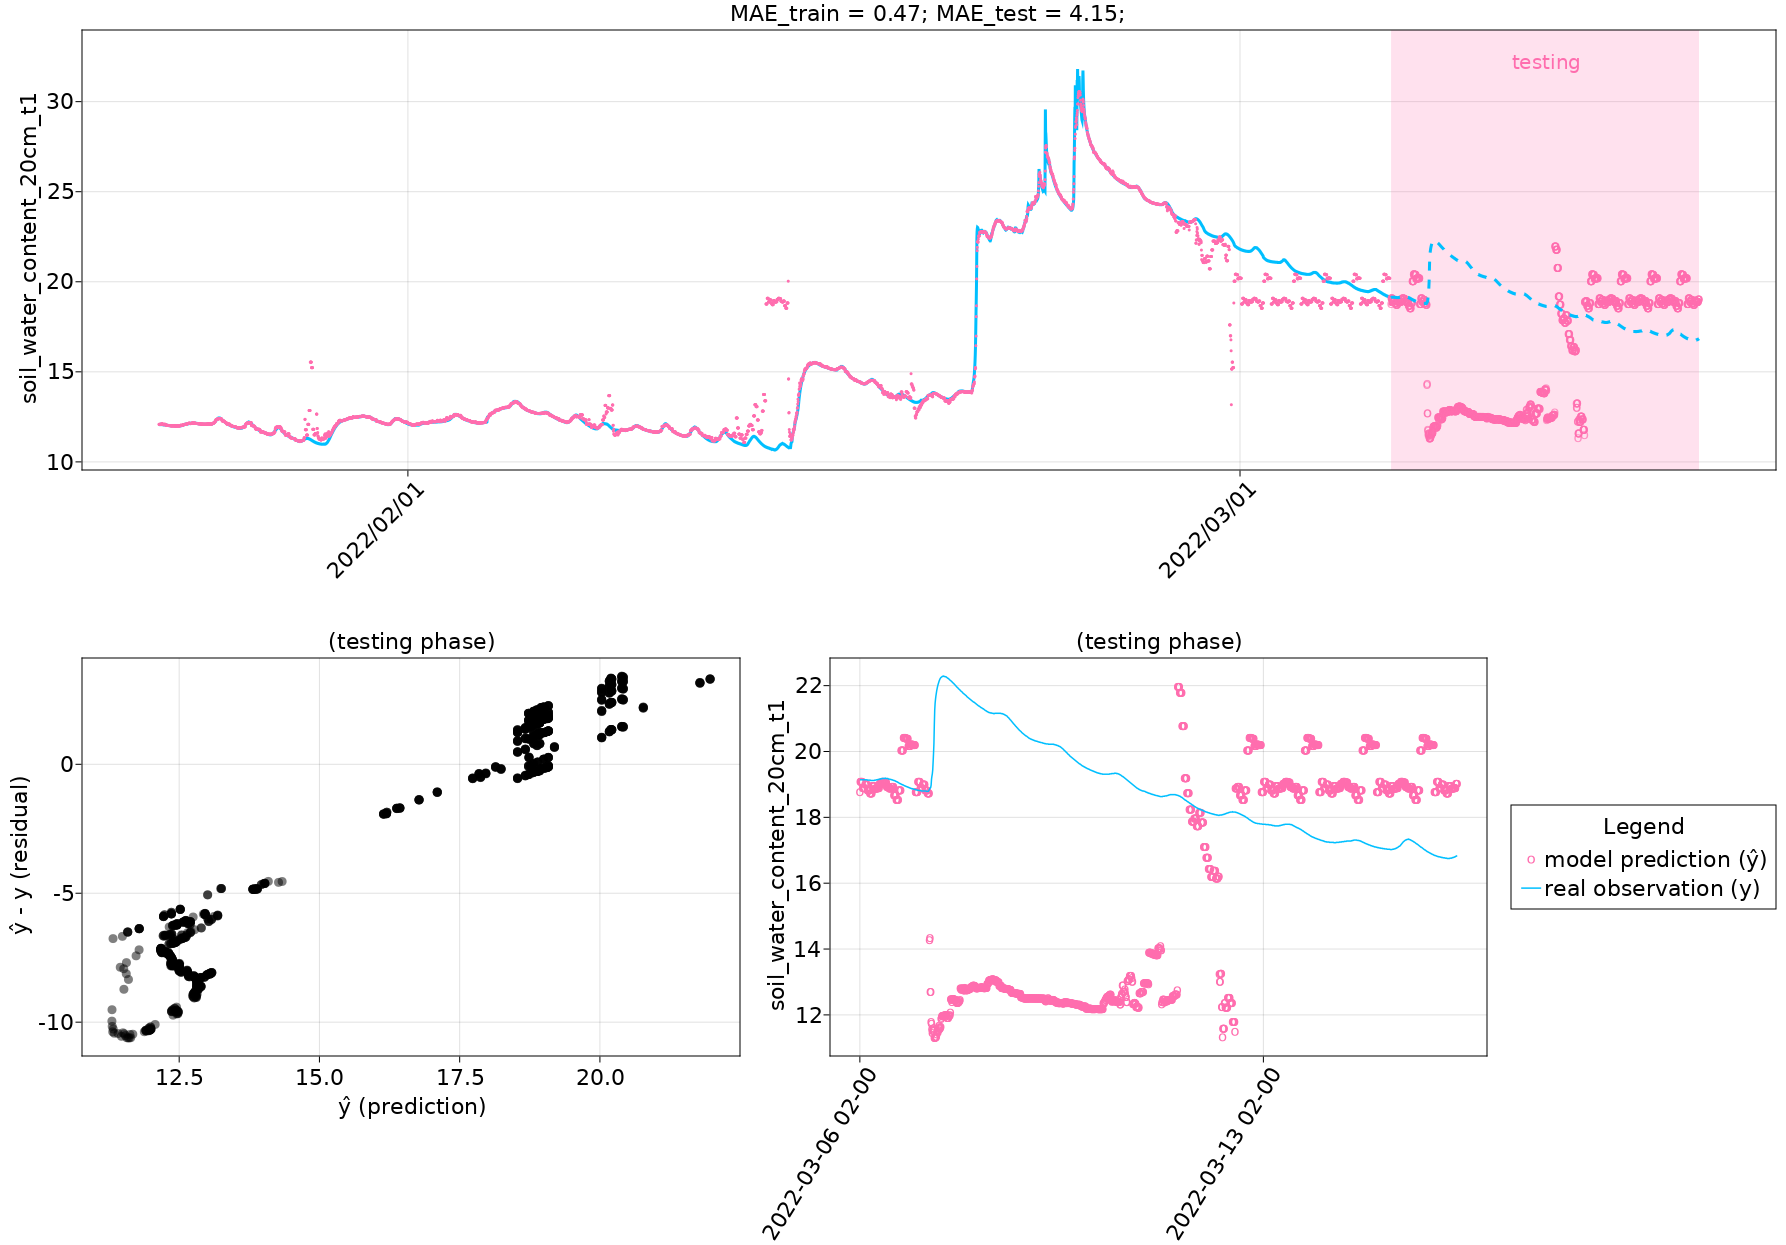 MAE_train = 0.47; MAE_test = 4.15;
testing
soil_water_content_20cm_t1
30
25
20
15
10
2022/02/01
2022/03/01
(testing phase)
ŷ - y (residual)
0
-5
-10
12.5
15.0
17.5
20.0
ŷ (prediction)
(testing phase)
soil_water_content_20cm_t1
22
20
18
16
14
12
2022-03-06 02-00
2022-03-13 02-00
Legend
model prediction (ŷ)
real observation (y)